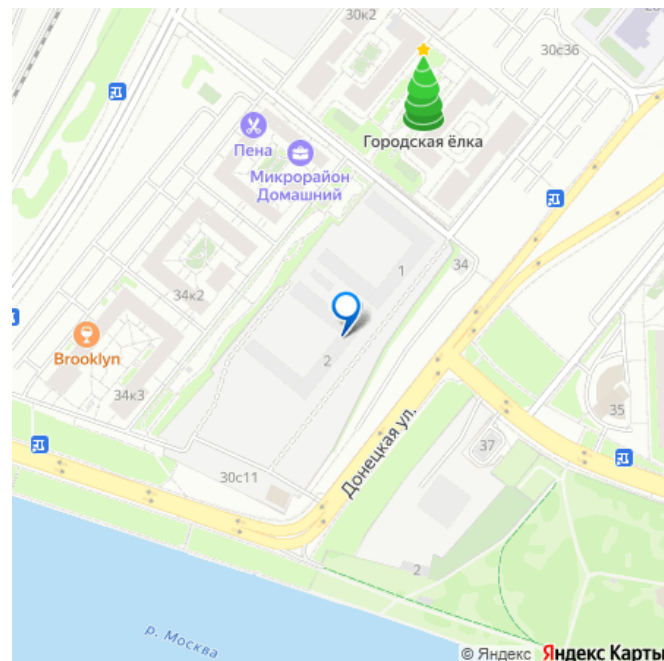 30к2
30с36
Городская ёлка
Пена
Микрорайон
Домашний
34
1
34к2
2
Brooklyn
34к3
35
37
Донецкая ул.
30с11
2
р. Москва
© Яндекс Яндекс Карты